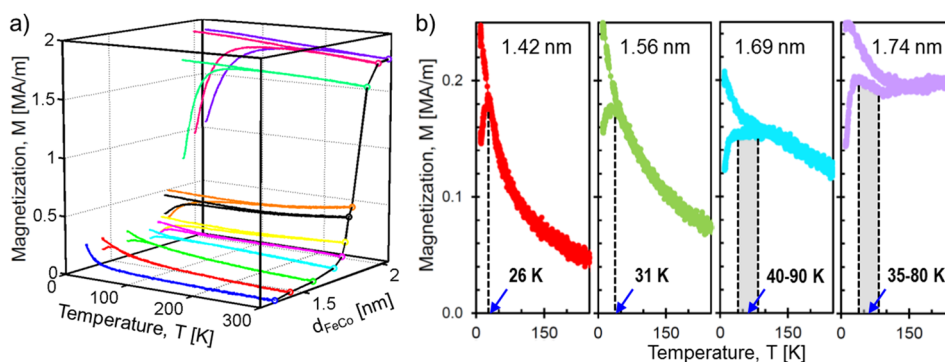 a)
Magnetization, M [MA/m]
2
1.5
1
0.5
0
0
100
200
300
Temperature, T [K]
1.5
2
dFeCo [nm]
b)
Magnetization, M [MA/m]
0.2
0.1
0.0
1.42 nm
1.56 nm
1.69 nm
1.74 nm
26 K
31 K
40-90 K
35-80 K
0 150
0 150
0 150
0 150
Temperature, T [K]